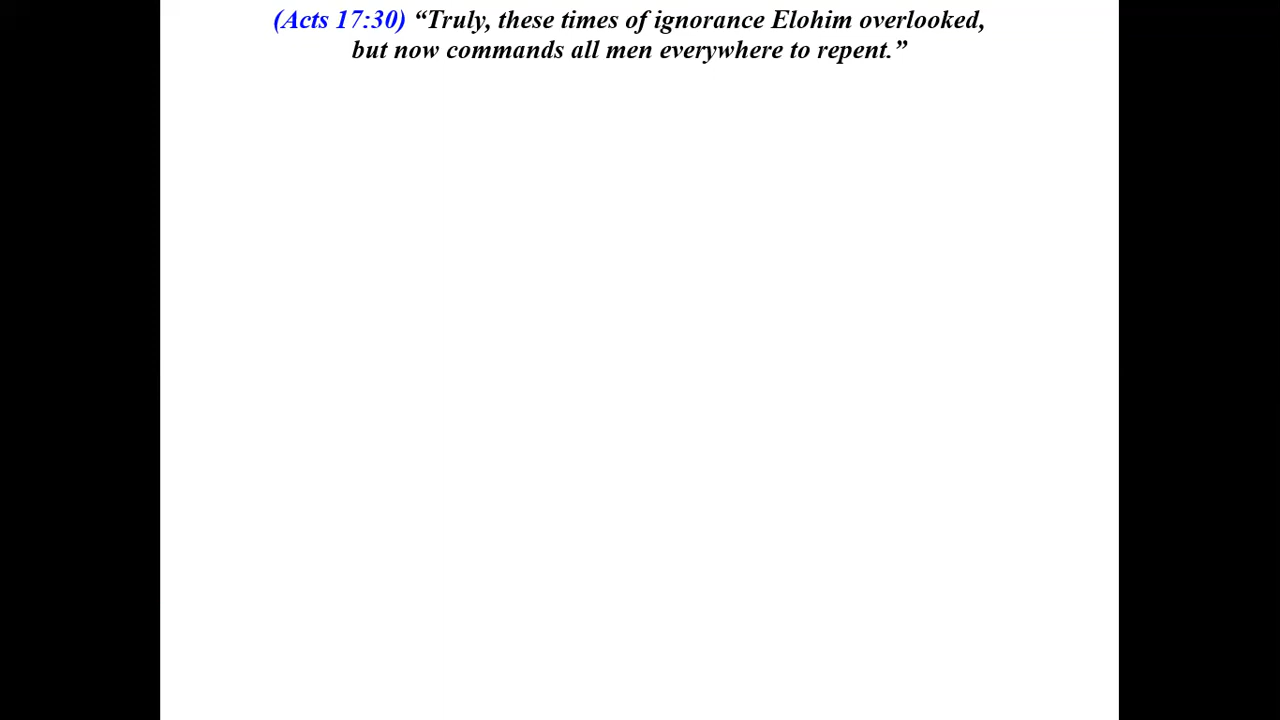 (Acts 17:30) “Truly, these times of ignorance Elohim overlooked,
but now commands all men everywhere to repent.”